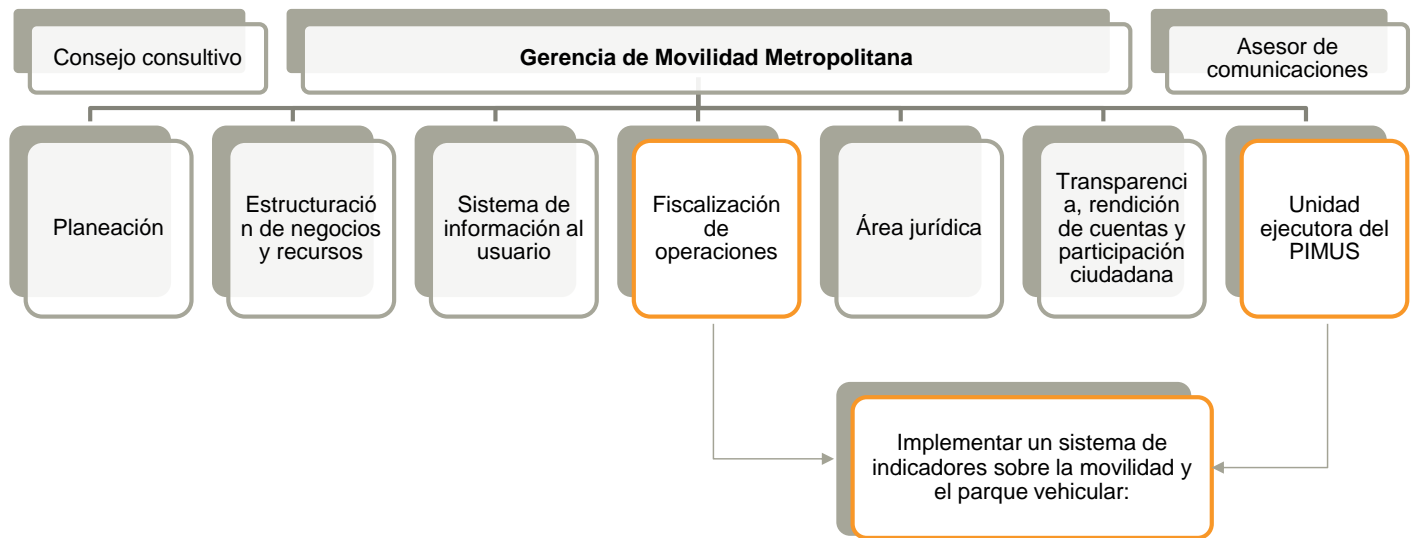 Consejo consultivo
Gerencia de Movilidad Metropolitana
Asesor de
comunicaciones
Planeación
Estructuració
n de negocios
y recursos
Sistema de
información al
usuario
Fiscalización
de
operaciones
Área jurídica
Transparenci
a, rendición
de cuentas y
participación
ciudadana
Unidad
ejecutora del
PIMUS
Implementar un sistema de
indicadores sobre la movilidad y
el parque vehicular: